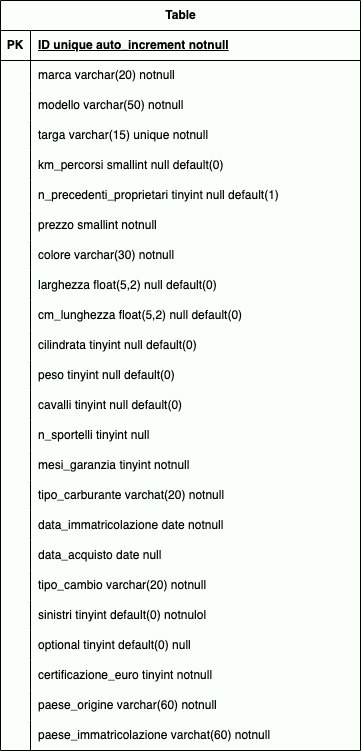 Table
PK ID unique auto_increment notnull
marca varchar(20) notnull
modello varchar(50) notnull
targa varchar(15) unique notnull
km_percorsi smallint null default(0)
n_precedenti_proprietari tinyint null default(1)
prezzo smallint notnull
colore varchar(30) notnull
larghezza float(5,2) null default(0)
cm_lunghezza float(5,2) null default(0)
cilindrata tinyint null default(0)
peso tinyint null default(0)
cavalli tinyint null default(0)
n_sportelli tinyint null
mesi_garanzia tinyint notnull
tipo_carburante varchat(20) notnull
data_immatricolazione date notnull
data_acquisto date null
tipo_cambio varchar(20) notnull
sinistri tinyint default(0) notnulol
optional tinyint default(0) null
certificazione_euro tinyint notnull
paese_origine varchar(60) notnull
paese_immatricolazione varchat(60) notnull